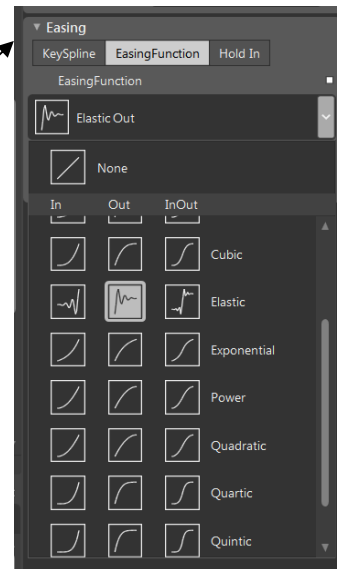 Easing
KeySpline EasingFunction Hold In
EasingFunction
Elastic Out
None
In Out InOut
Cubic
Elastic
Exponential
Power
Quadratic
Quartic
Quintic